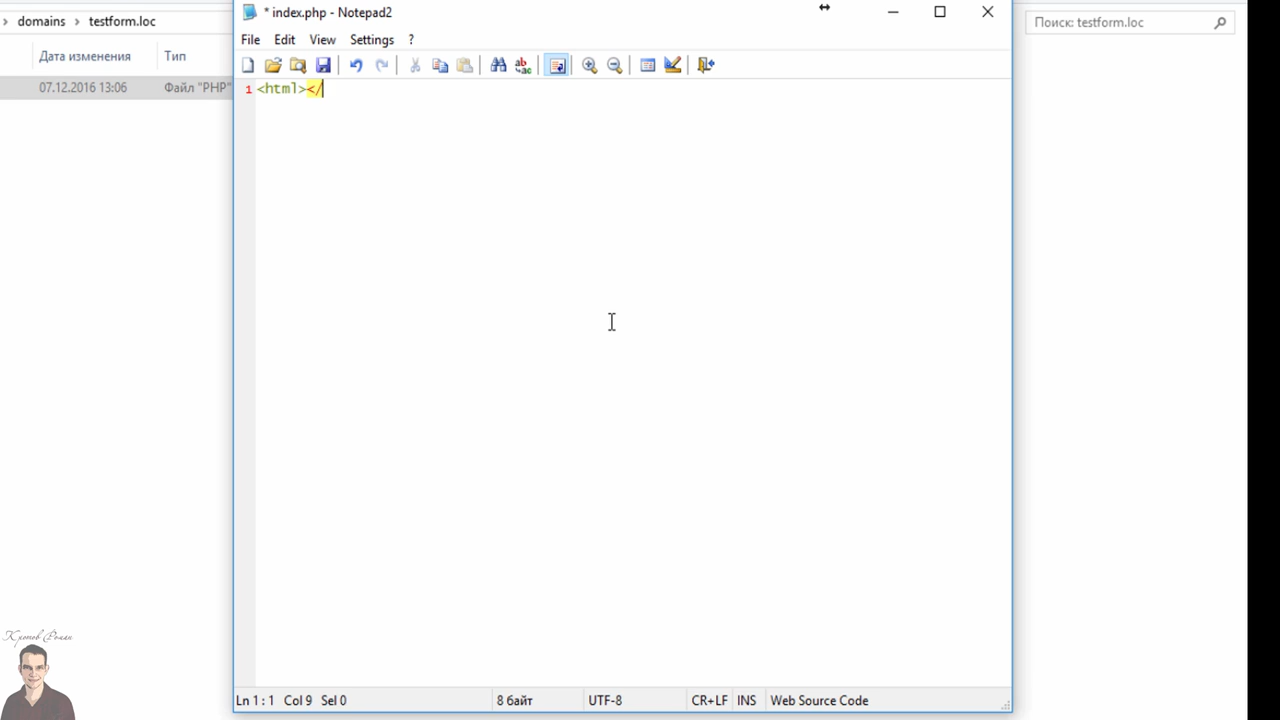 domains testform.loc
* index.php - Notepad2
Поиск: testform.loc
File Edit View Settings ?
Дата изменения Тип
07.12.2016 13:06 Файл "PHP"
1 <html></
Кротов Роман
Ln 1 : 1 Col 9 Sel 0 8 байт UTF-8 CR+LF INS Web Source Code